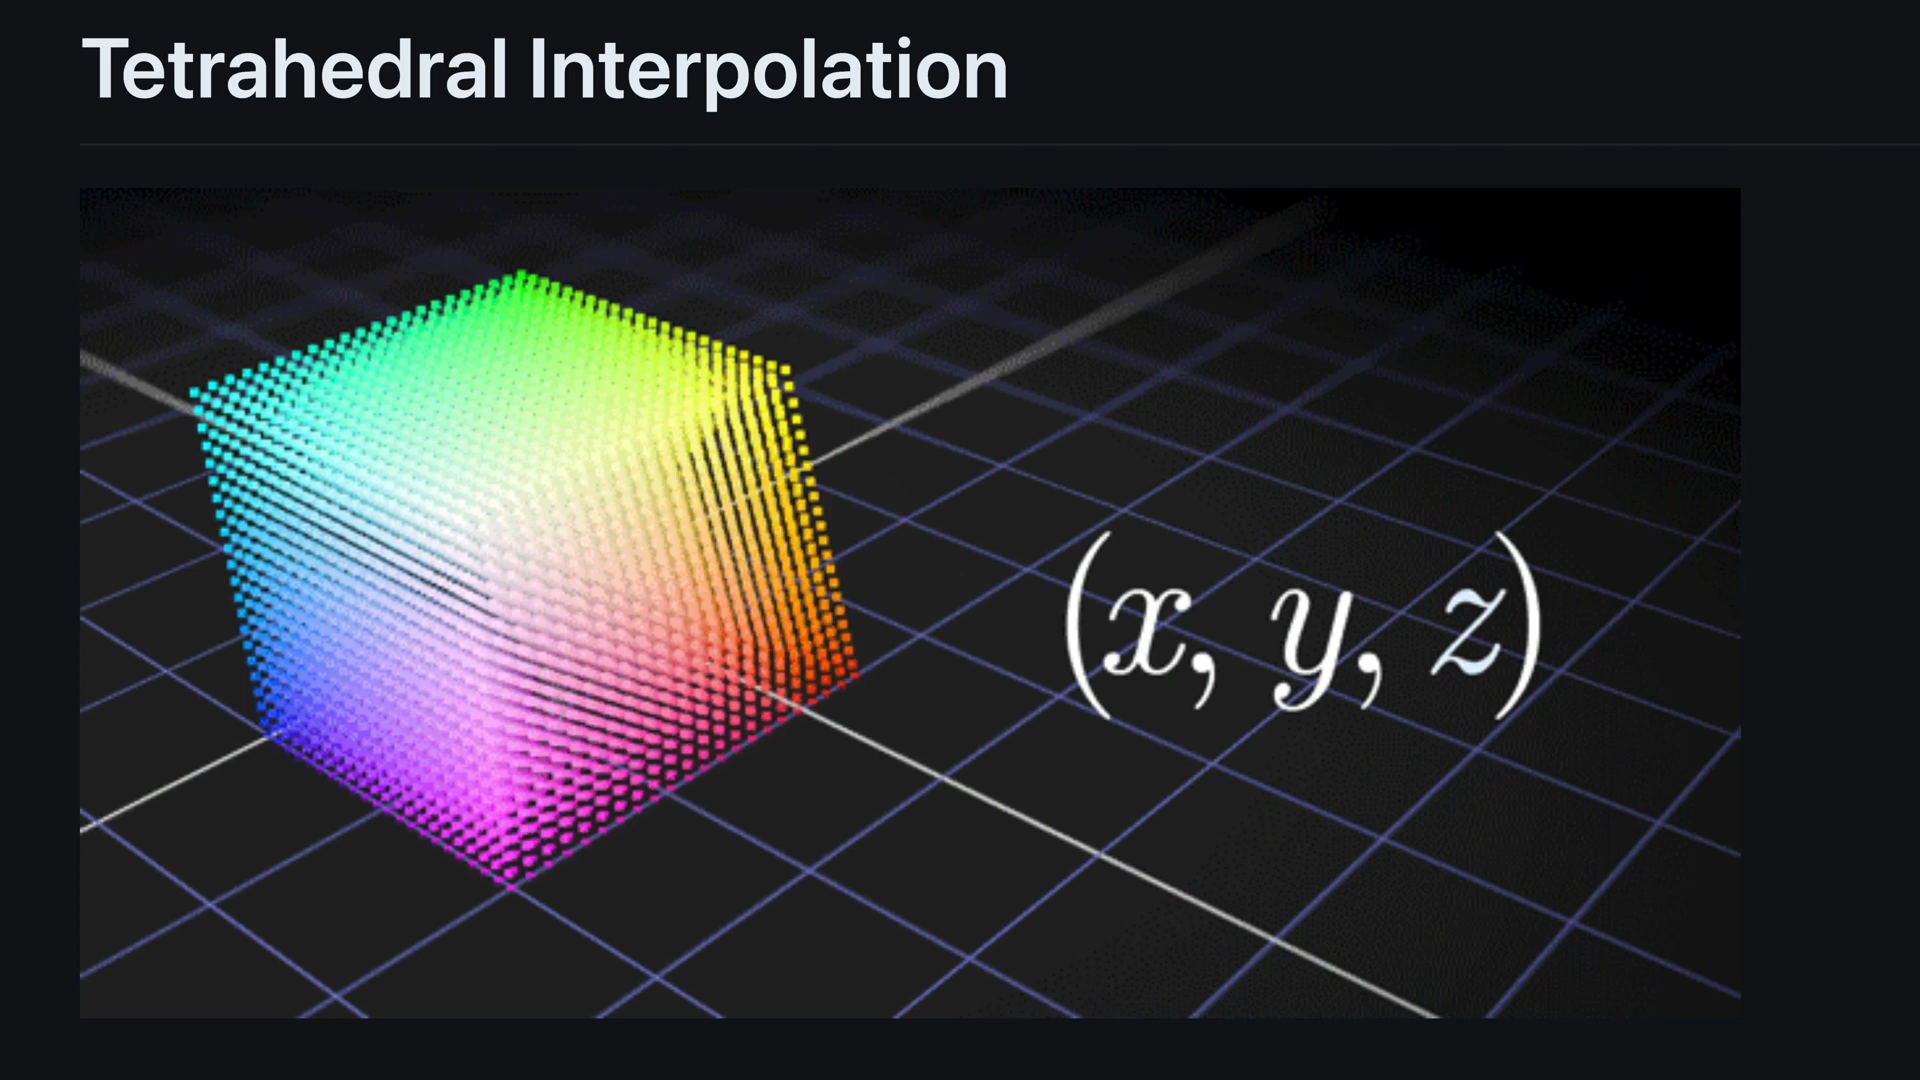 Tetrahedral Interpolation
(x, y, z)